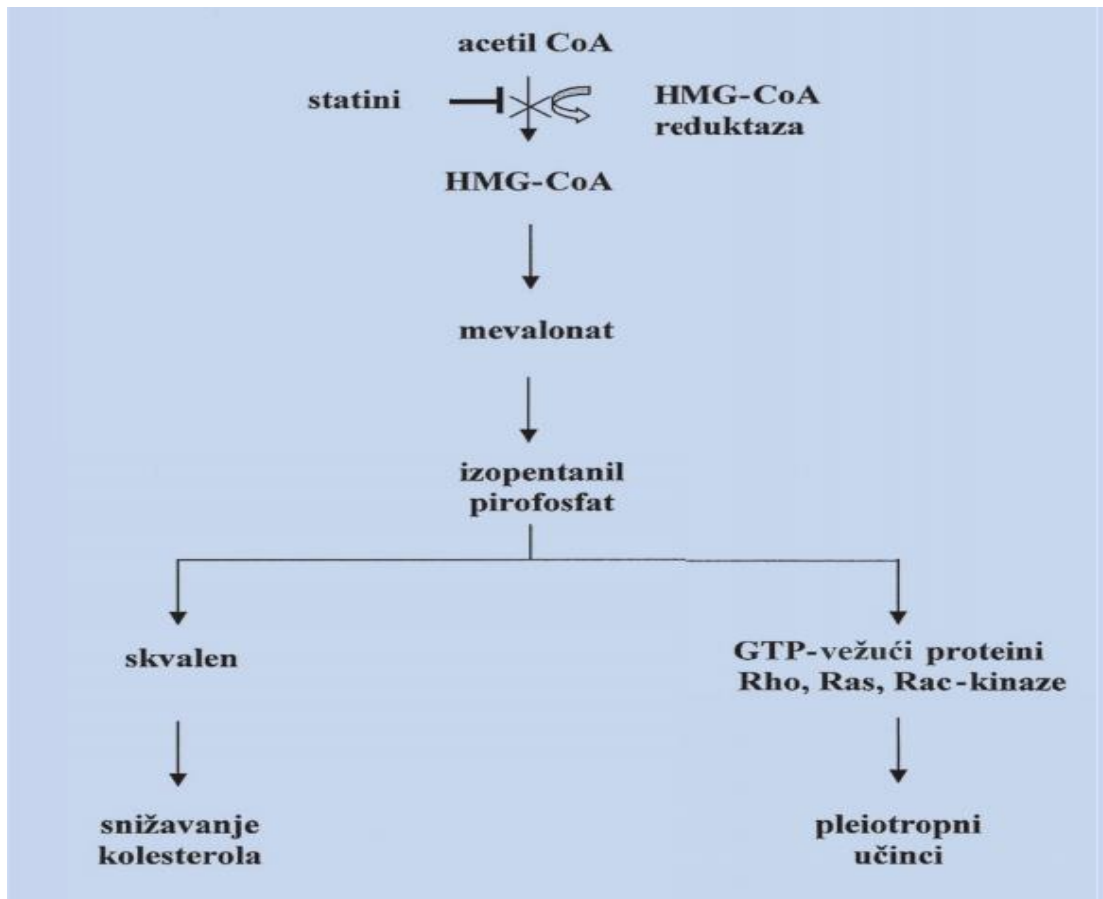 acetil CoA
statini
HMG-CoA
reduktaza
HMG-CoA
mevalonat
izopentanil
pirofosfat
skvalen
GTP-vežući proteini
Rho, Ras, Rac-kinaze
snižavanje
kolesterola
pleiotropni
učinci